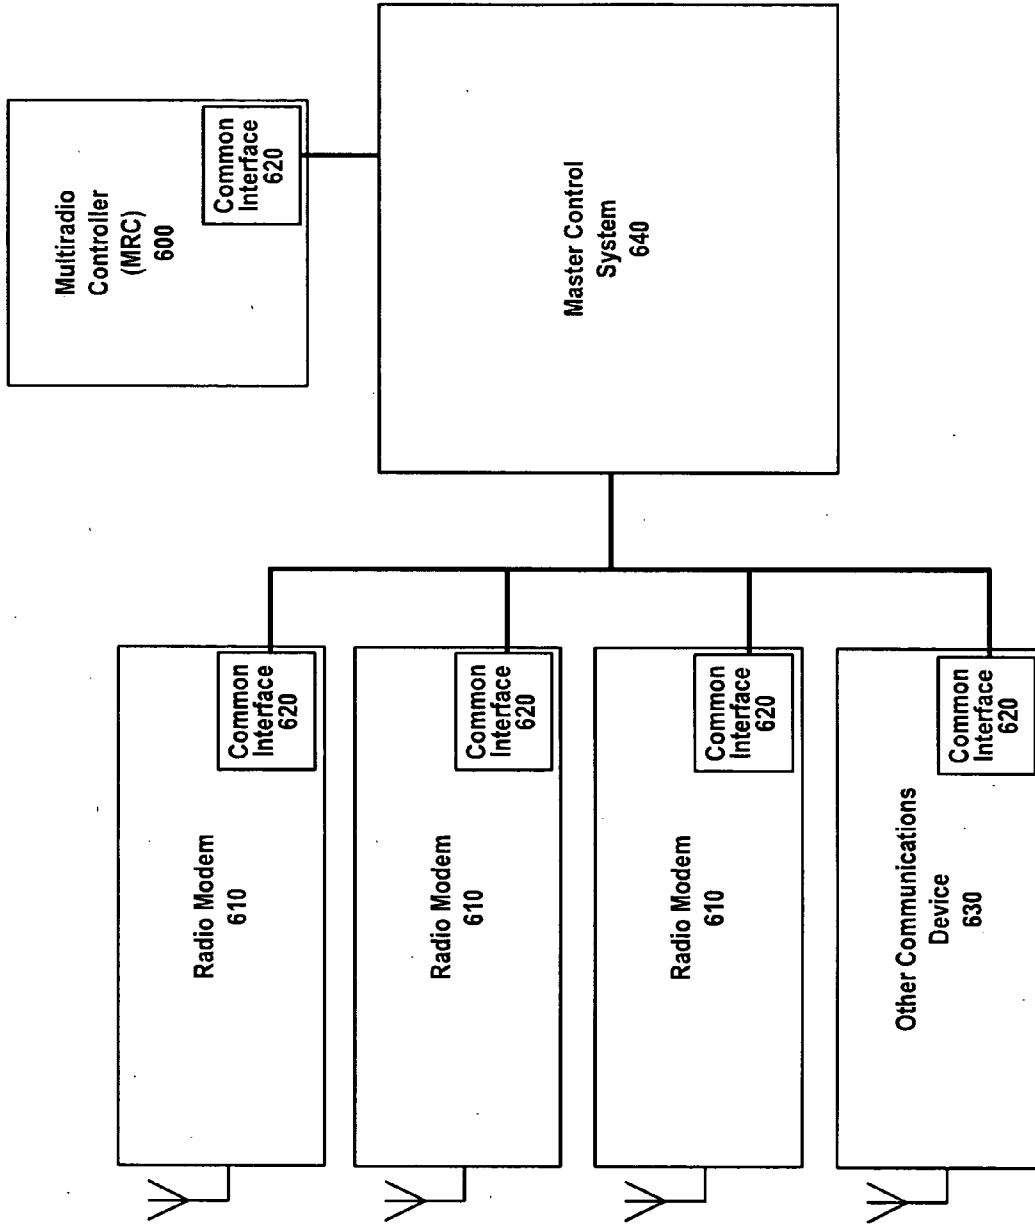 Multiradio
Controller
(MRC)
600
Common
Interface
620
Master Control
System
640
Common
Interface
620
Radio Modem
610
Common
Interface
620
Radio Modem
610
Common
Interface
620
Radio Modem
610
Common
Interface
620
Other Communications
Device
630